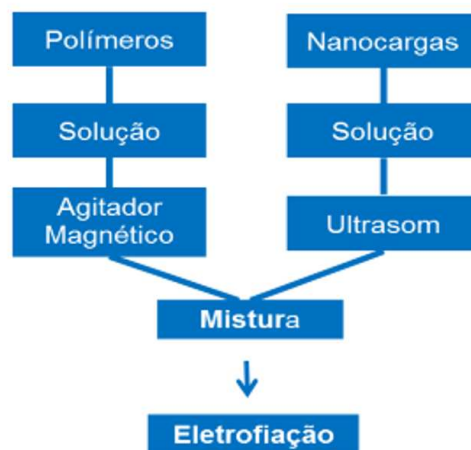 Polímeros
Nanocargas
Solução
Solução
Agitador
Magnético
Ultrasom
Mistura
Eletrofiação